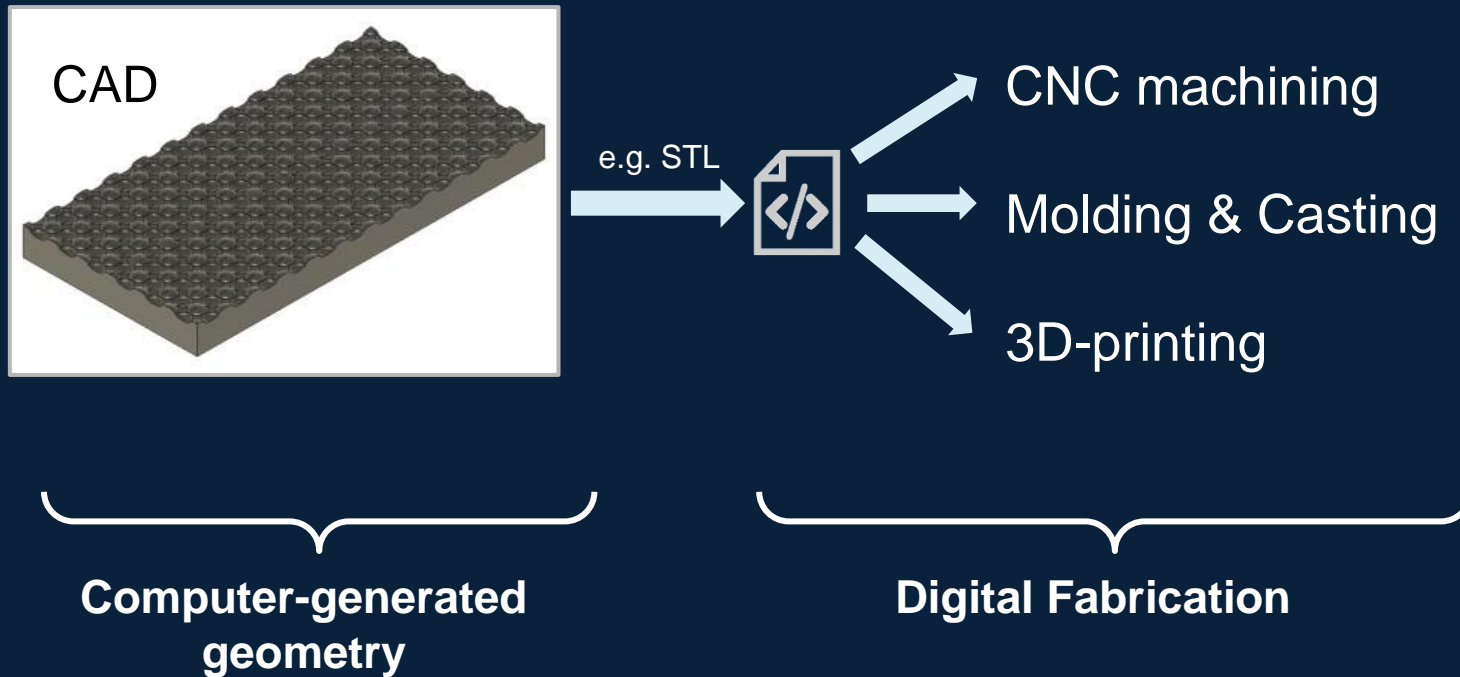 CAD
e.g. STL
</>
CNC machining
Molding & Casting
3D-printing
Computer-generated
geometry
Digital Fabrication